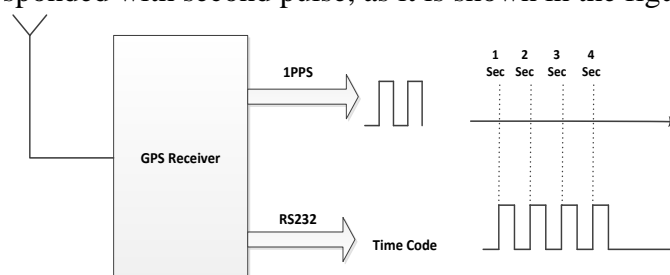 sponded with second pulse, as it is shown in the figu
1PPS
1 2 3 4
Sec Sec Sec Sec
GPS Receiver
RS232
Time Code